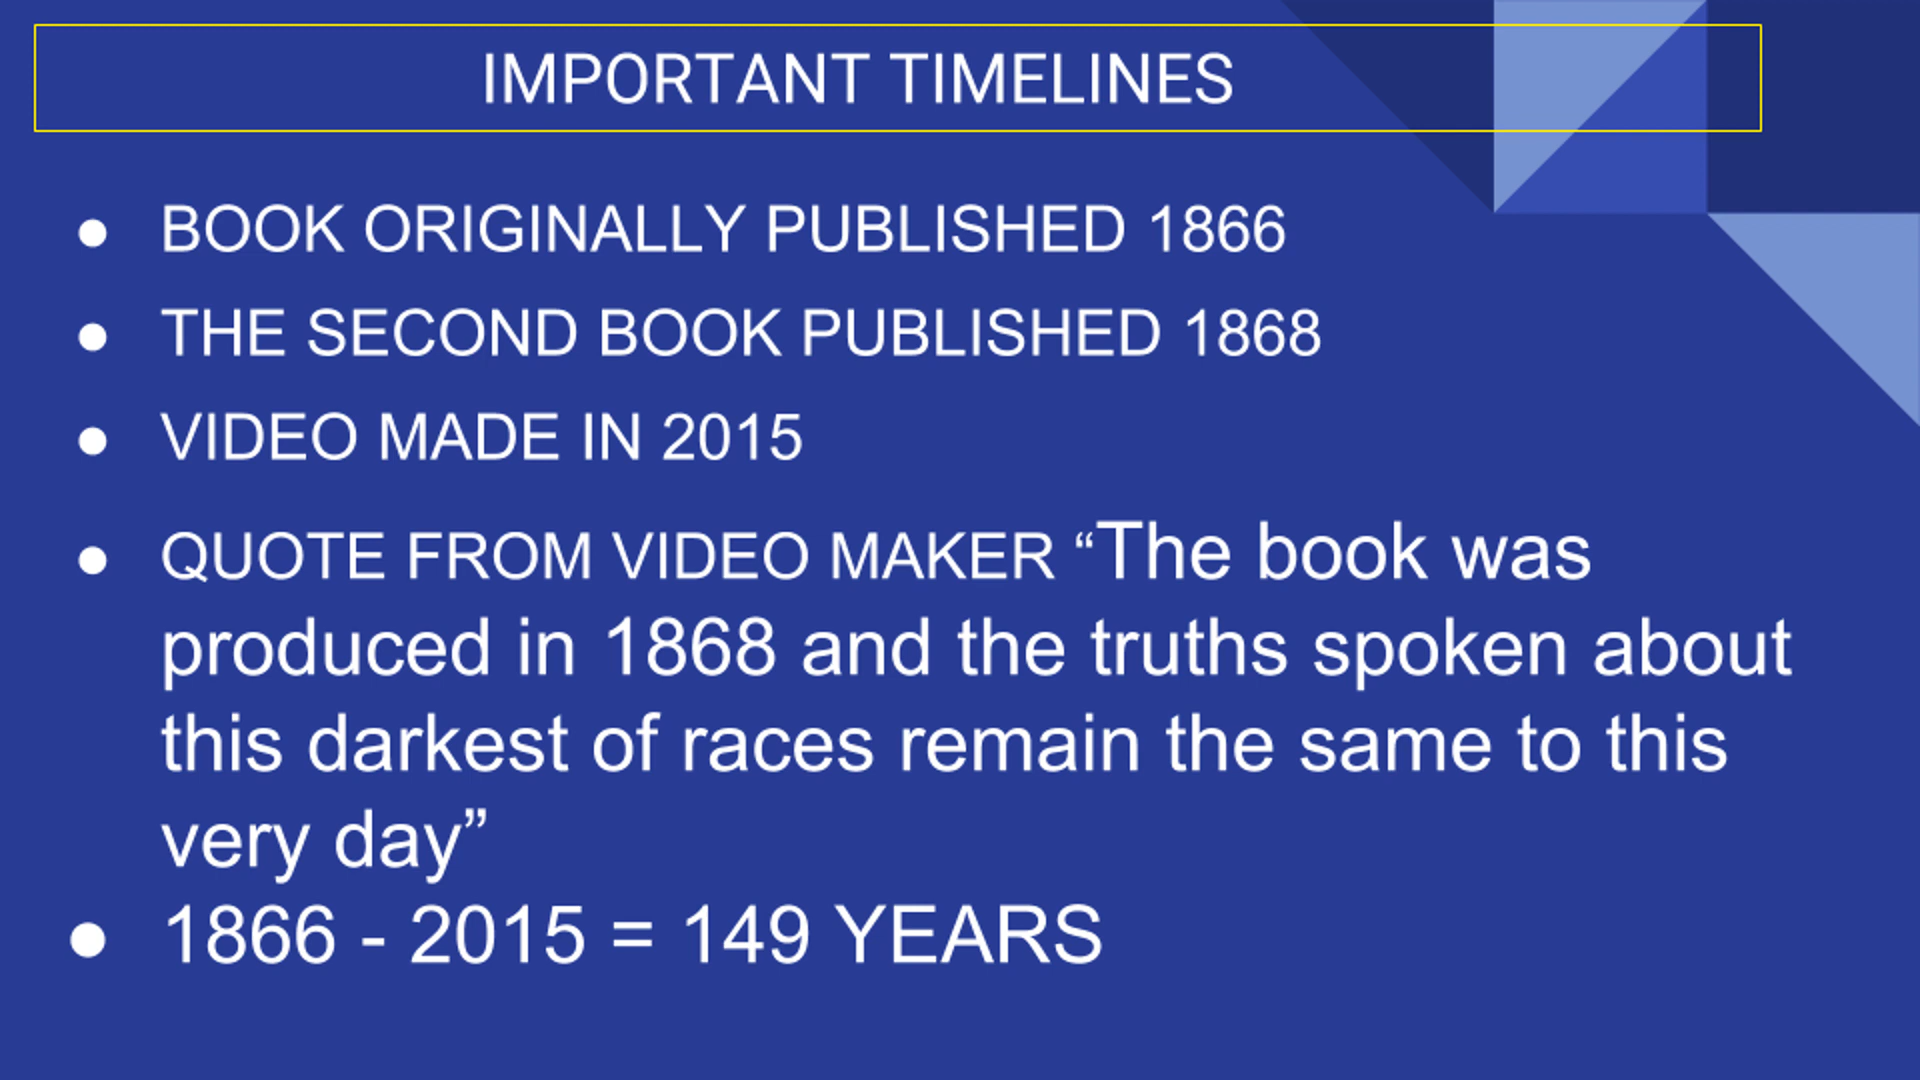 IMPORTANT TIMELINES
● BOOK ORIGINALLY PUBLISHED 1866
● THE SECOND BOOK PUBLISHED 1868
● VIDEO MADE IN 2015
● QUOTE FROM VIDEO MAKER “The book was
produced in 1868 and the truths spoken about
this darkest of races remain the same to this
very day”
● 1866 - 2015 = 149 YEARS